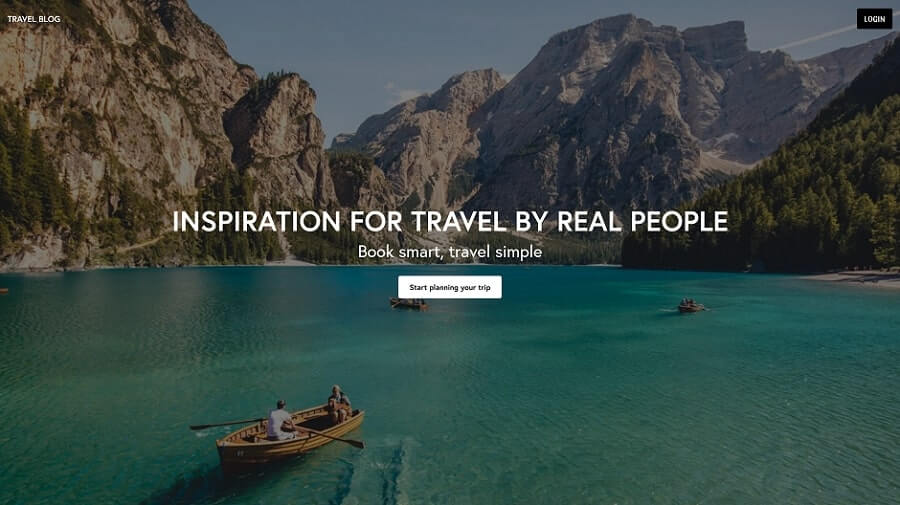 TRAVEL BLOG
LOGIN
INSPIRATION FOR TRAVEL BY REAL PEOPLE
Book smart, travel simple
Start planning your trip